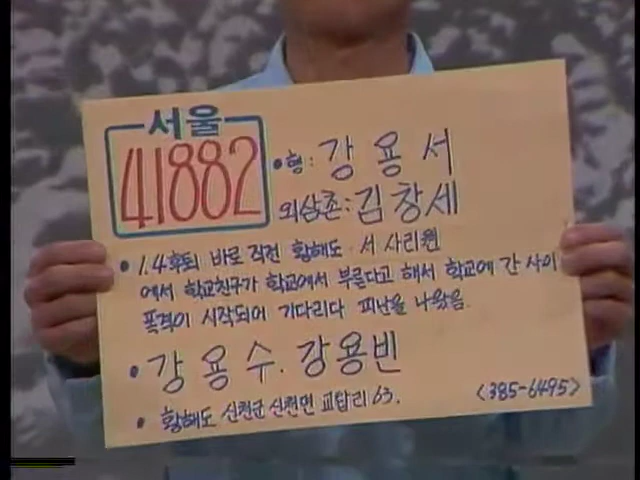 서울
41882
•형: 강용서
외삼촌: 김창세
• 1.4후퇴 바로 직전 황해도 서 사리원
에서 학교친구가 학교에서 부른다고 해서 학교에 간 사이
폭격이 시작되어 기다리다 피난을 나왔음.
• 강용수. 강용빈
• 황해도 신천군 신천면 교탑리 63.
<385-6495>